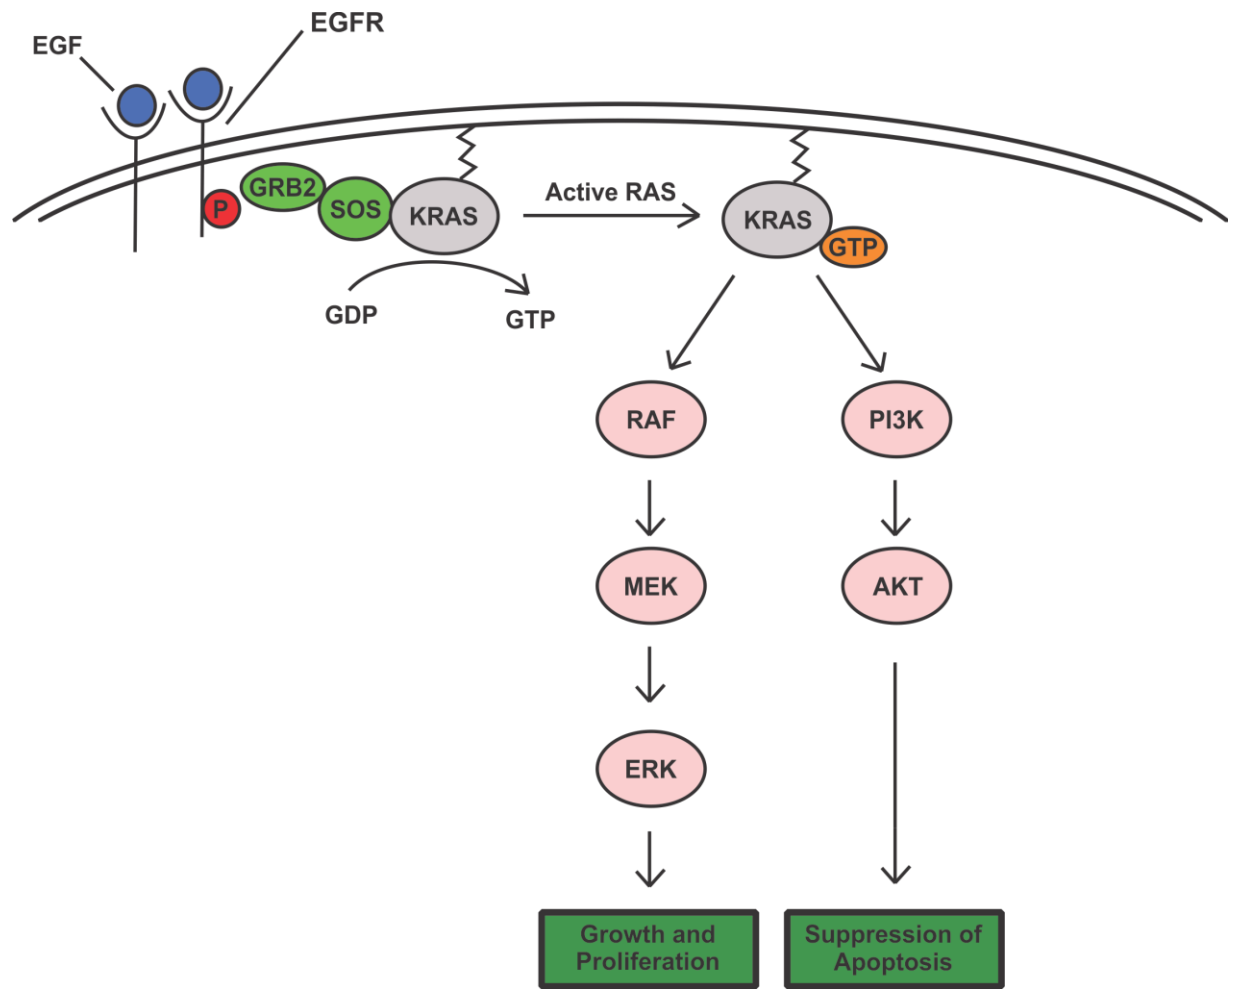 EGFR
EGF
GRB2
P
SOS
KRAS
Active RAS
KRAS
GTP
GDP
GTP
RAF
PI3K
MEK
AKT
ERK
Growth and
Proliferation
Suppression of
Apoptosis